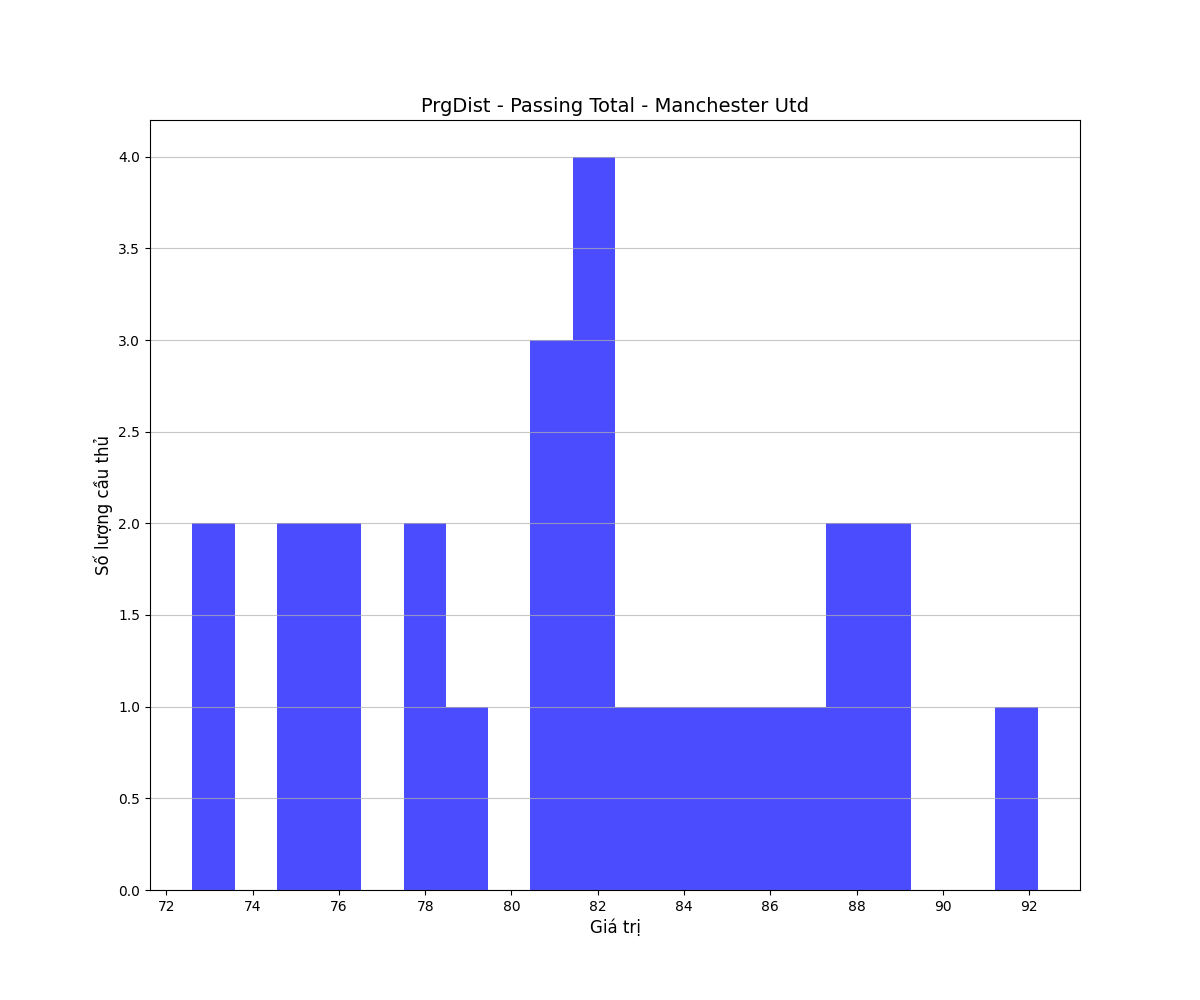 PrgDist - Passing Total - Manchester Utd
4.0
3.5
3.0
2.5
2.0
1.5
1.0
0.5
0.0
Số lượng cầu thủ
72 74 76 78 80 82 84 86 88 90 92
Giá trị